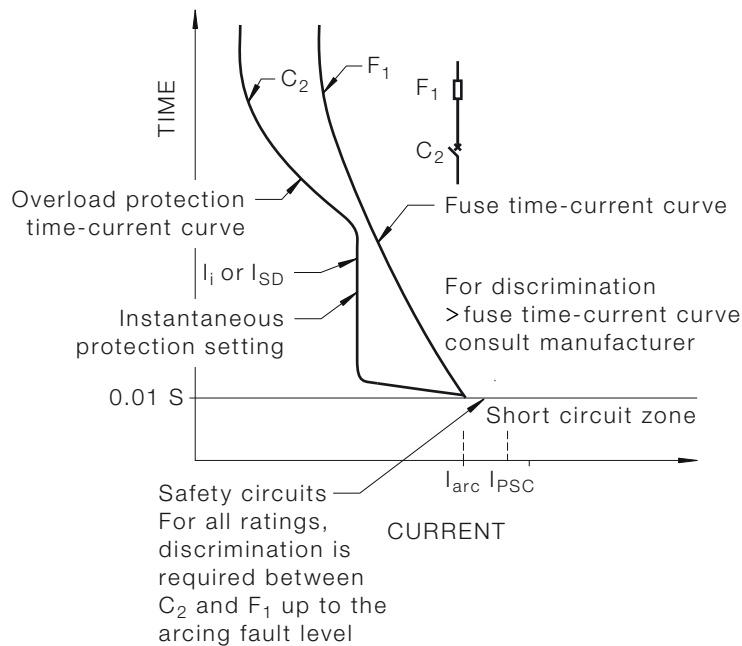 TIME
C2
F1
F1
C2
Overload protection
time-current curve
Fuse time-current curve
Ii or ISD
Instantaneous
protection setting
For discrimination
>fuse time-current curve
consult manufacturer
0.01 S
Short circuit zone
Iarc IPSC
CURRENT
Safety circuits
For all ratings,
discrimination is
required between
C2 and F1 up to the
arcing fault level